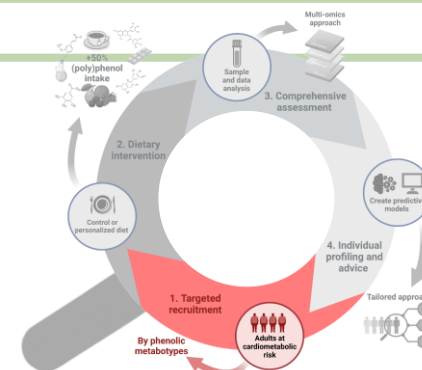 Multi-omics
approach
+50%
(poly)phenol
intake
Sample
and data
analysis
3. Comprehensive
assessment
2. Dietary
intervention
Control or
personalized diet
Create predictive
models
4. Individual
profiling and
advice
1. Targeted
recruitment
Tailored
By phenolic
metabotypes
Adults at
cardiometabolic
risk